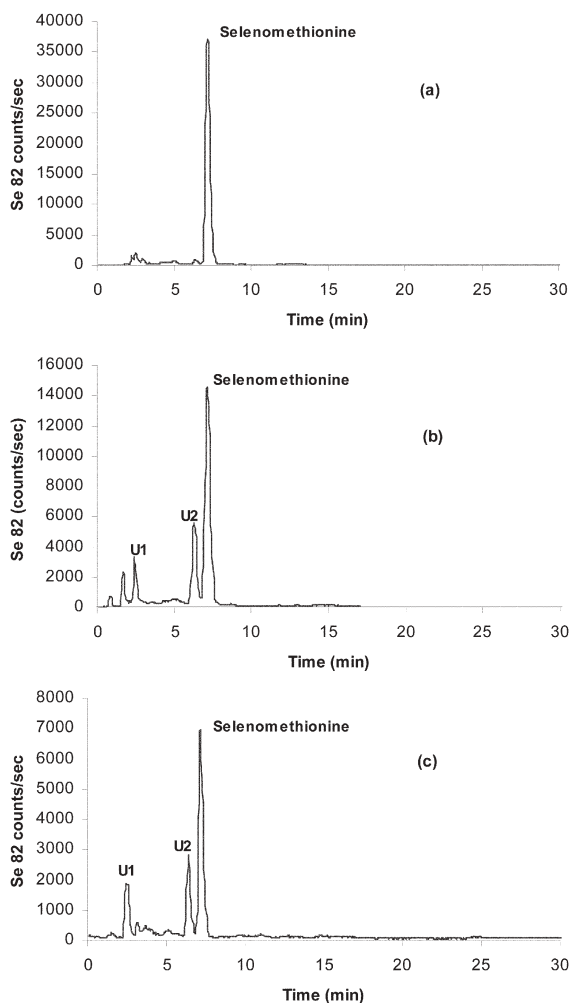 40000
Selenomethionine
35000
30000
(a)
25000
Se 82 counts/sec
20000
15000
10000
5000
0
0 5 10 15 20 25 30
Time (min)
16000
Selenomethionine
14000
12000
(b)
10000
Se 82 (counts/sec)
8000
6000
U2
4000
U1
2000
0
0 5 10 15 20 25 30
Time (min)
8000
7000
Selenomethionine
6000
(c)
5000
Se 82 counts/sec
4000
3000
U2
U1
2000
1000
0
0 5 10 15 20 25 30
Time (min)